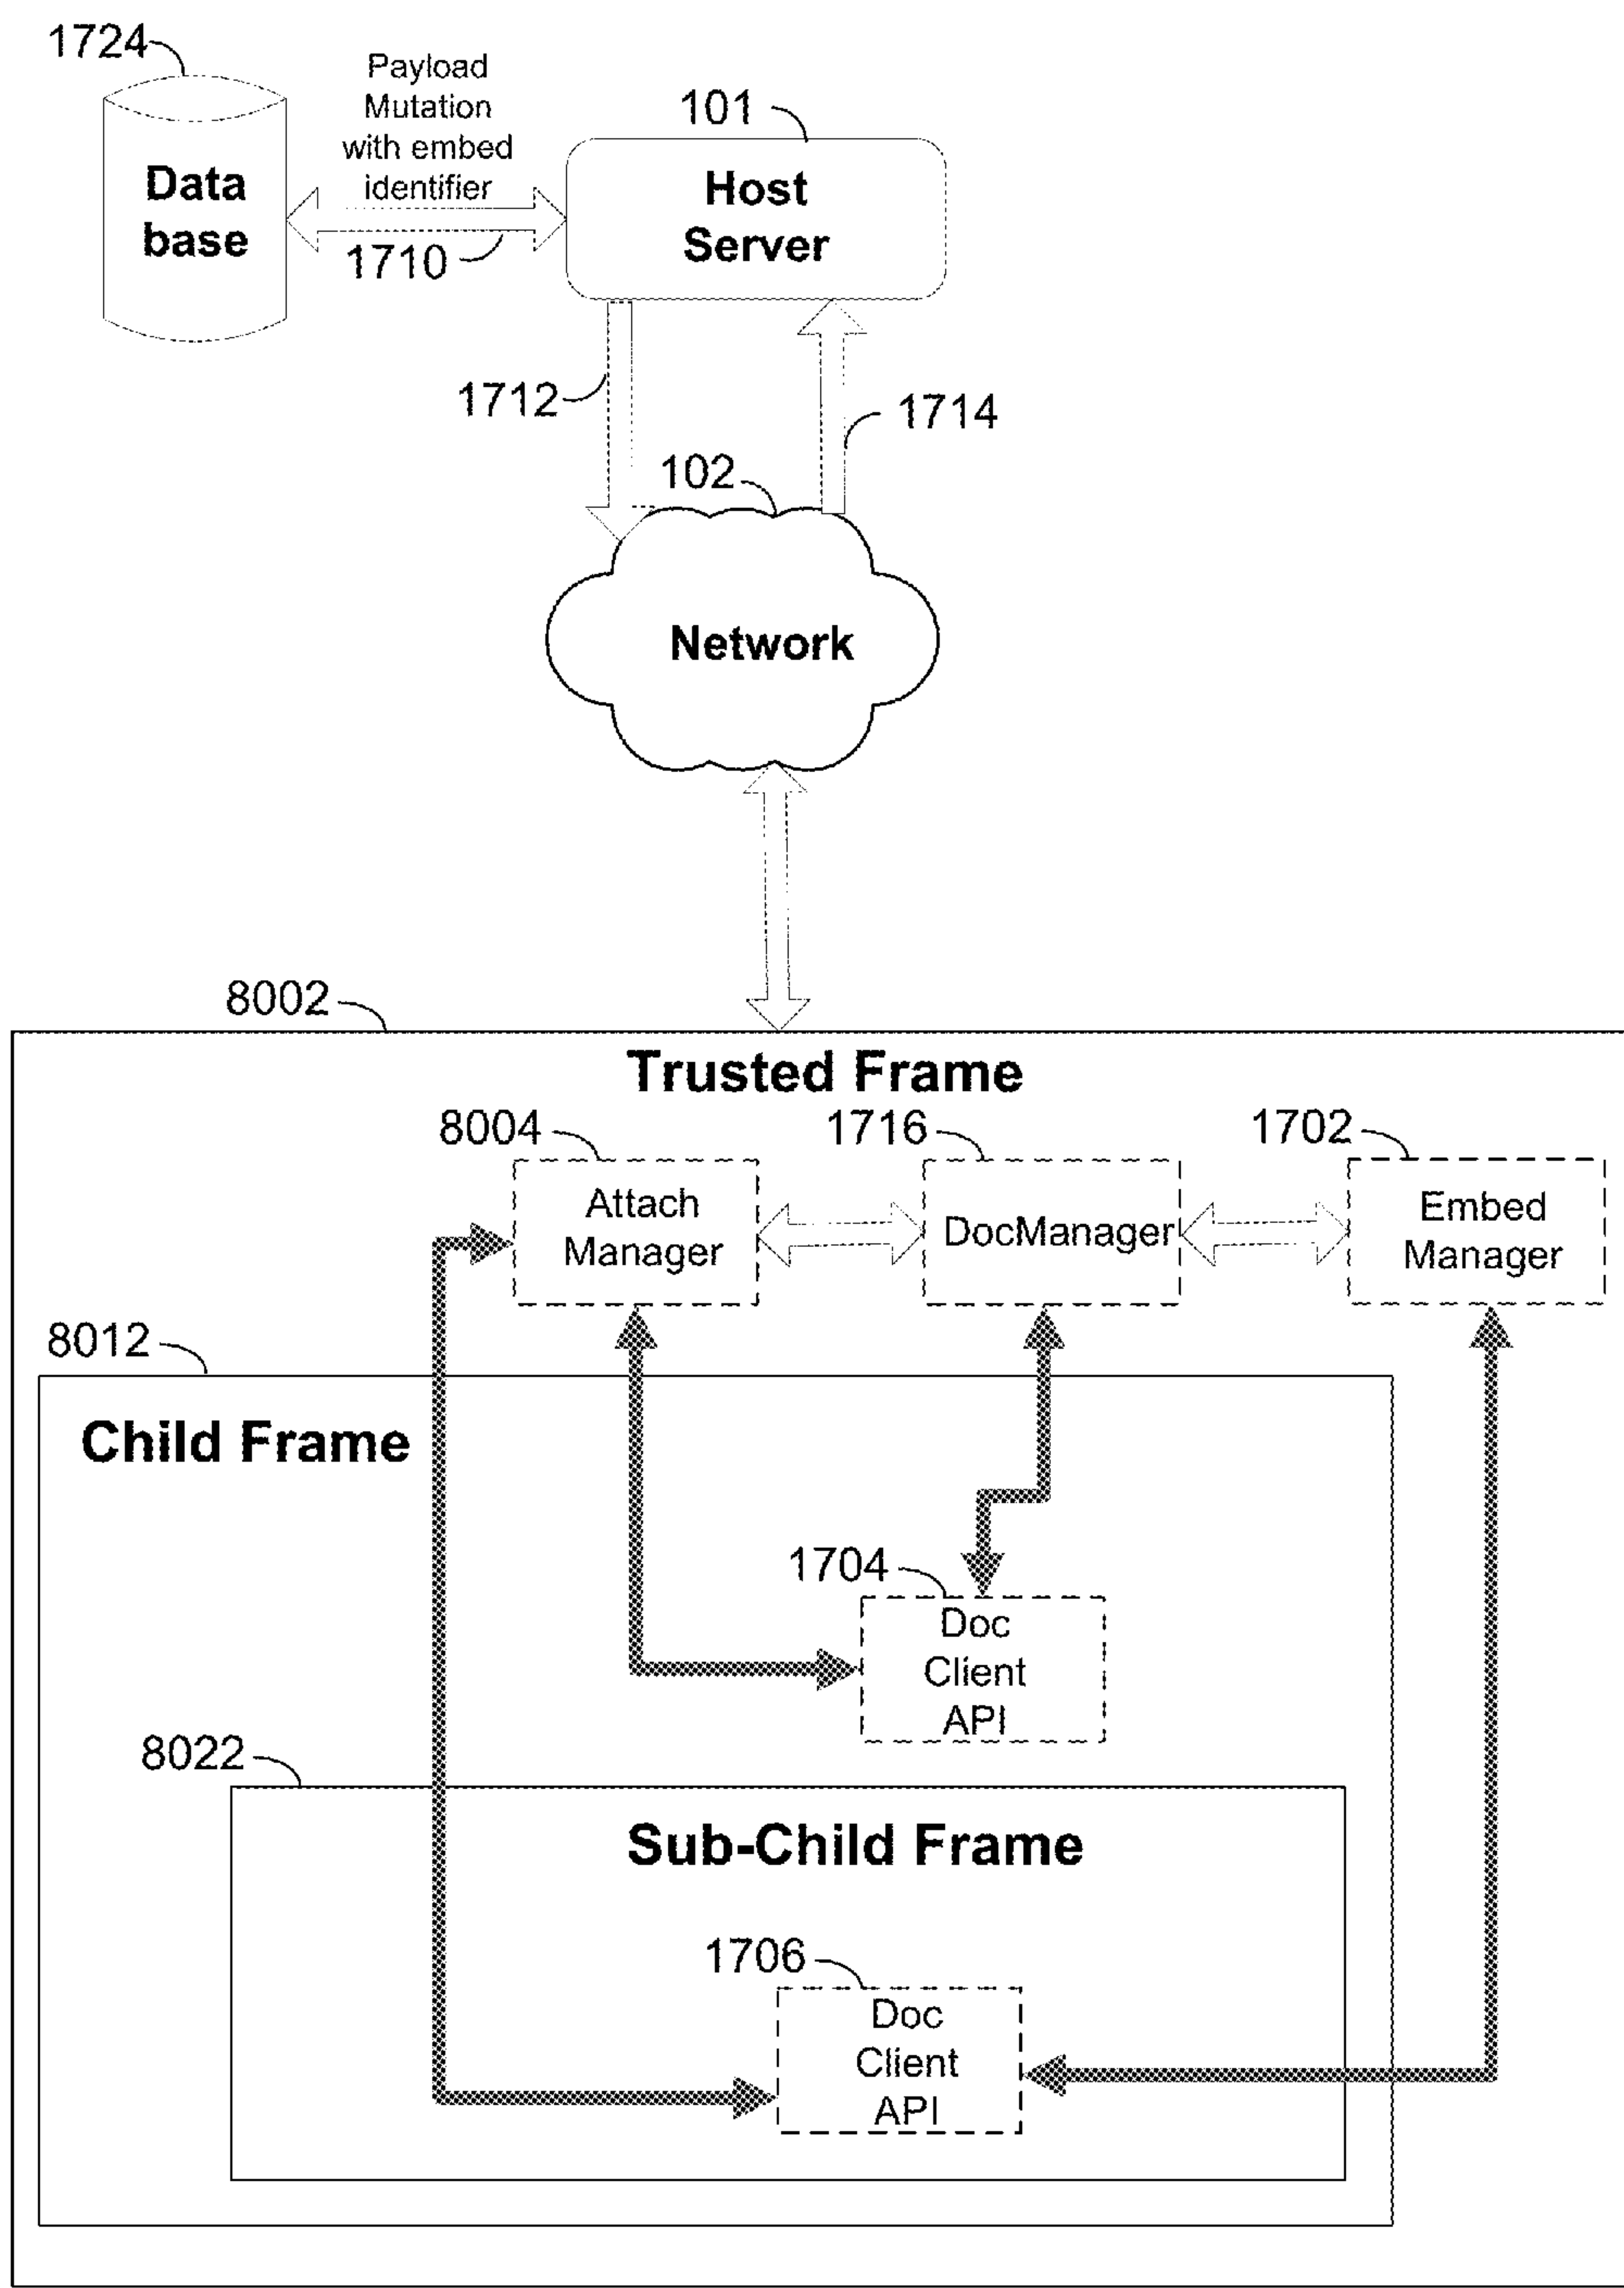 1724
Payload
Mutation
with embed
identifier
101
Data
base
Host
Server
1710
1712
1714
102
Network
8002
Trusted Frame
8004
1716
1702
Attach
Manager
DocManager
Embed
Manager
8012
Child Frame
1704
Doc
Client
API
8022
Sub-Child Frame
1706
Doc
Client
API